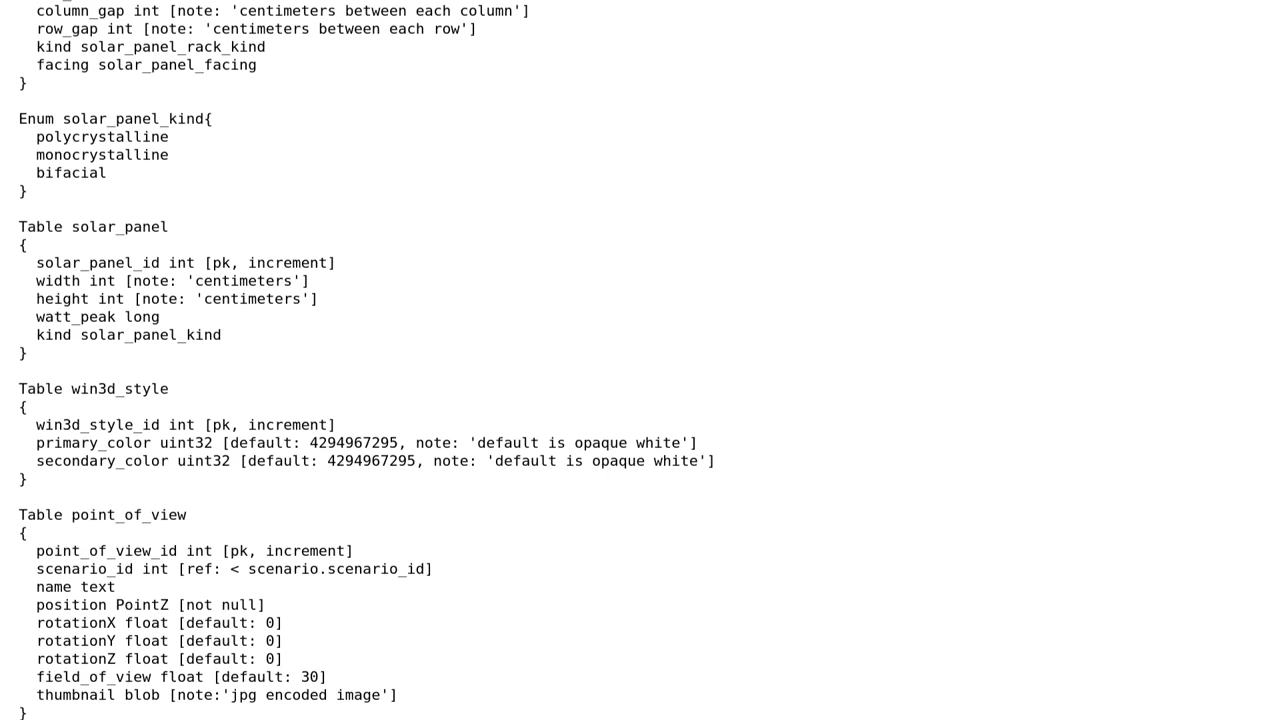 column_gap int [note: 'centimeters between each column']
row_gap int [note: 'centimeters between each row']
kind solar_panel_rack_kind
facing solar_panel_facing
}
Enum solar_panel_kind{
polycrystalline
monocrystalline
bifacial
}
Table solar_panel
{
solar_panel_id int [pk, increment]
width int [note: 'centimeters']
height int [note: 'centimeters']
watt_peak long
kind solar_panel_kind
}
Table win3d_style
{
win3d_style_id int [pk, increment]
primary_color uint32 [default: 4294967295, note: 'default is opaque white']
secondary_color uint32 [default: 4294967295, note: 'default is opaque white']
}
Table point_of_view
{
point_of_view_id int [pk, increment]
scenario_id int [ref: < scenario.scenario_id]
name text
position PointZ [not null]
rotationX float [default: 0]
rotationY float [default: 0]
rotationZ float [default: 0]
field_of_view float [default: 30]
thumbnail blob [note:'jpg encoded image']
}